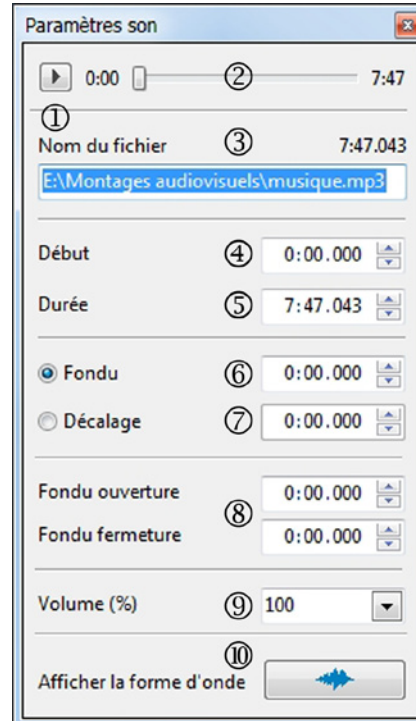 Paramètres son
0:00 ② 7:47
①
Nom du fichier ③ 7:47.043
E:\Montages audiovisuels\musique.mp3
Début ④ 0:00.000
Durée ⑤ 7:47.043
Fondu ⑥ 0:00.000
Décalage ⑦ 0:00.000
Fondu ouverture 0:00.000
⑧
Fondu fermeture 0:00.000
Volume (%) ⑨ 100
⑩
Afficher la forme d'onde